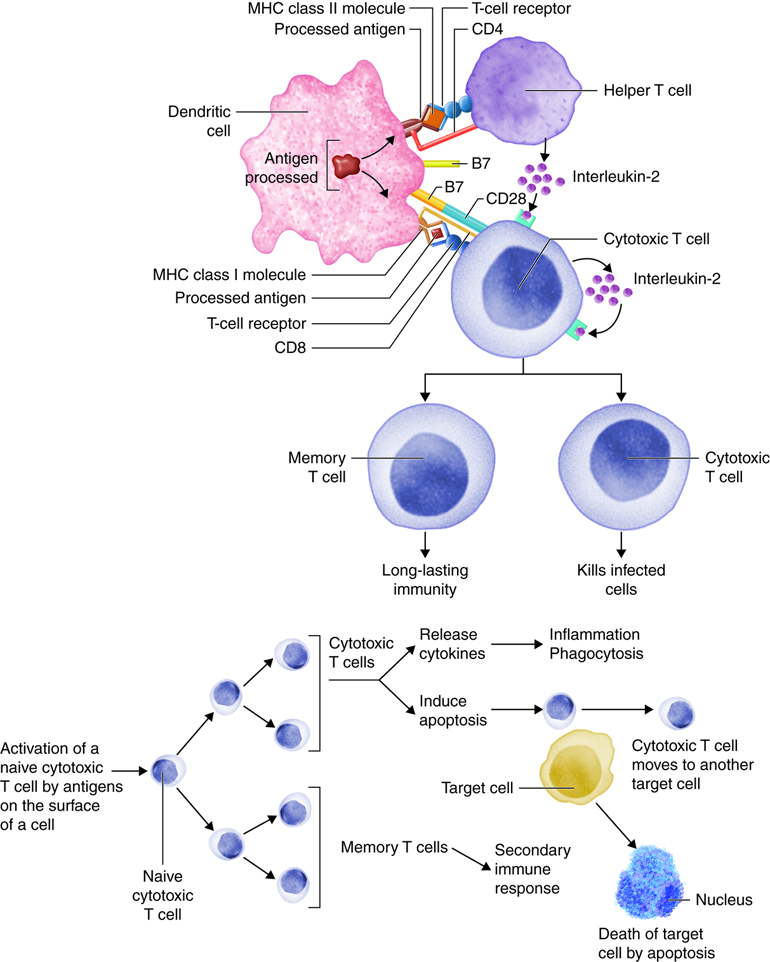 MHC class II molecule
T-cell receptor
Processed antigen
CD4
Dendritic
cell
Helper T cell
Antigen
processed
B7
Interleukin-2
B7
CD28
Cytotoxic T cell
MHC class I molecule
Interleukin-2
Processed antigen
T-cell receptor
CD8
Memory
T cell
Cytotoxic
T cell
Long-lasting
immunity
Kills infected
cells
Cytotoxic
T cells
Release
cytokines
Inflammation
Phagocytosis
Induce
apoptosis
Activation of a
naive cytotoxic
T cell by antigens
on the surface
of a cell
Cytotoxic T cell
moves to another
target cell
Target cell
Memory T cells
Secondary
immune
response
Naive
cytotoxic
T cell
Nucleus
Death of target
cell by apoptosis